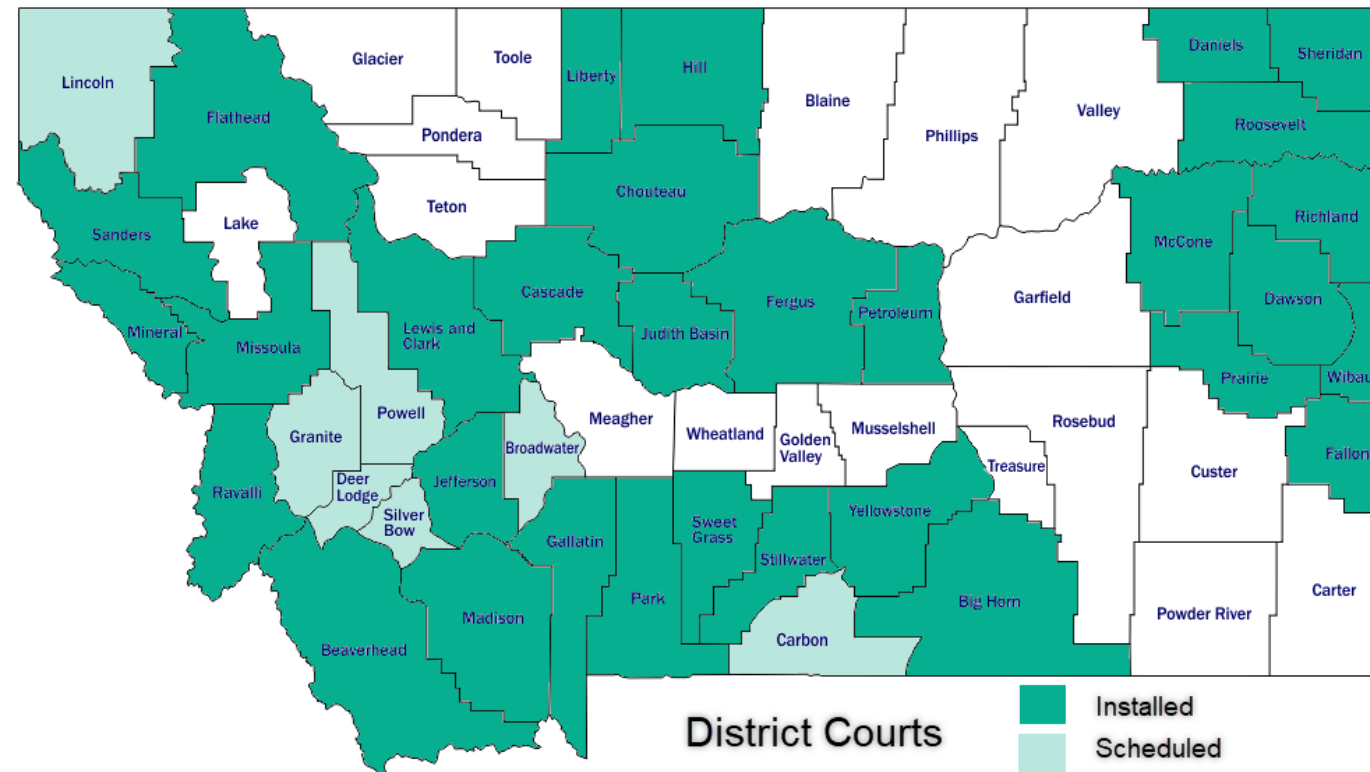 Lincoln
Glacier
Toole
Liberty
Hill
Blaine
Phillips
Valley
Daniels
Sheridan
Flathead
Pondera
Roosevelt
Teton
Chouteau
Lake
Sanders
McCone
Richland
Cascade
Fergus
Petroleum
Garfield
Dawson
Mineral
Missoula
Lewis and
Clark
Judith Basin
Prairie
Wibau
Powell
Granite
Meagher
Wheatland
Golden
Valley
Musselshell
Rosebud
Broadwater
Treasure
Custer
Fallon
Ravalli
Deer
Lodge
Jefferson
Silver
Bow
Sweet
Grass
Yellowstone
Gallatin
Stillwater
Park
Big Horn
Madison
Beaverhead
Carbon
Powder River
Carter
District Courts
Installed
Scheduled